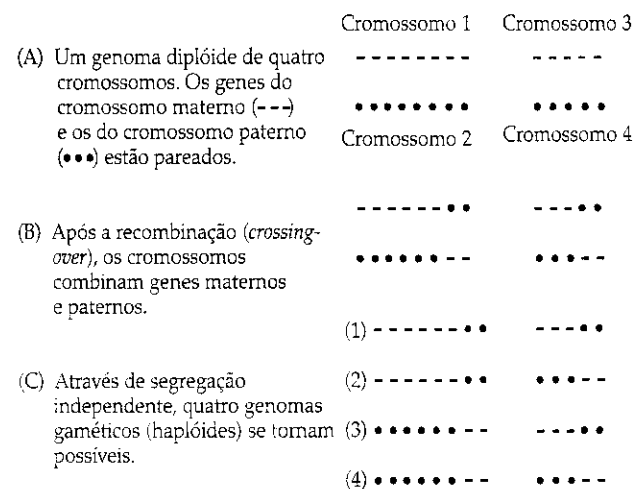 Cromossomo 1 Cromossomo 3
(A) Um genoma diplóide de quatro
cromossomos. Os genes do
cromossomo materno (---)
e os do cromossomo paterno
(•••) estão pareados.
Cromossomo 2 Cromossomo 4
(B) Após a recombinação (crossing-
over), os cromossomos
combinam genes maternos
e paternos.
(C) Através de segregação
independente, quatro genomas
gaméticos (haplóides) se tornam
possíveis.
(1)
(2)
(3)
(4)